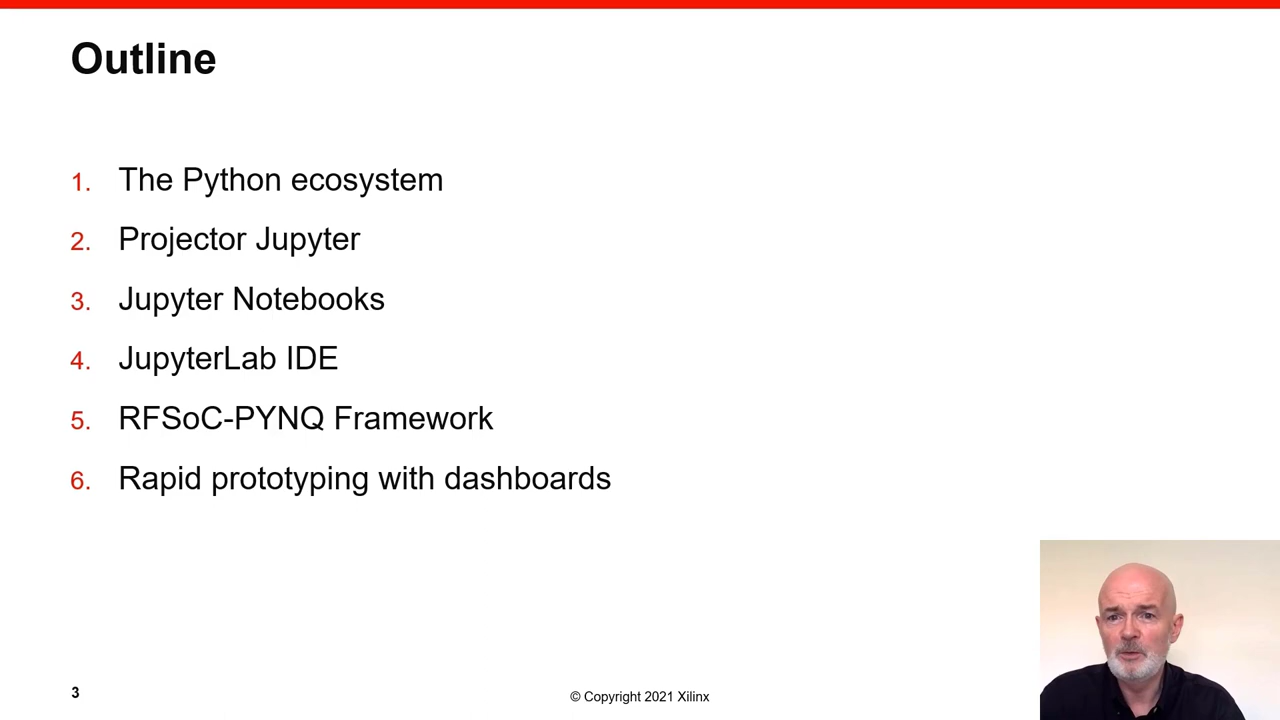 Outline
1. The Python ecosystem
2. Projector Jupyter
3. Jupyter Notebooks
4. JupyterLab IDE
5. RFSoC-PYNQ Framework
6. Rapid prototyping with dashboards
3
© Copyright 2021 Xilinx